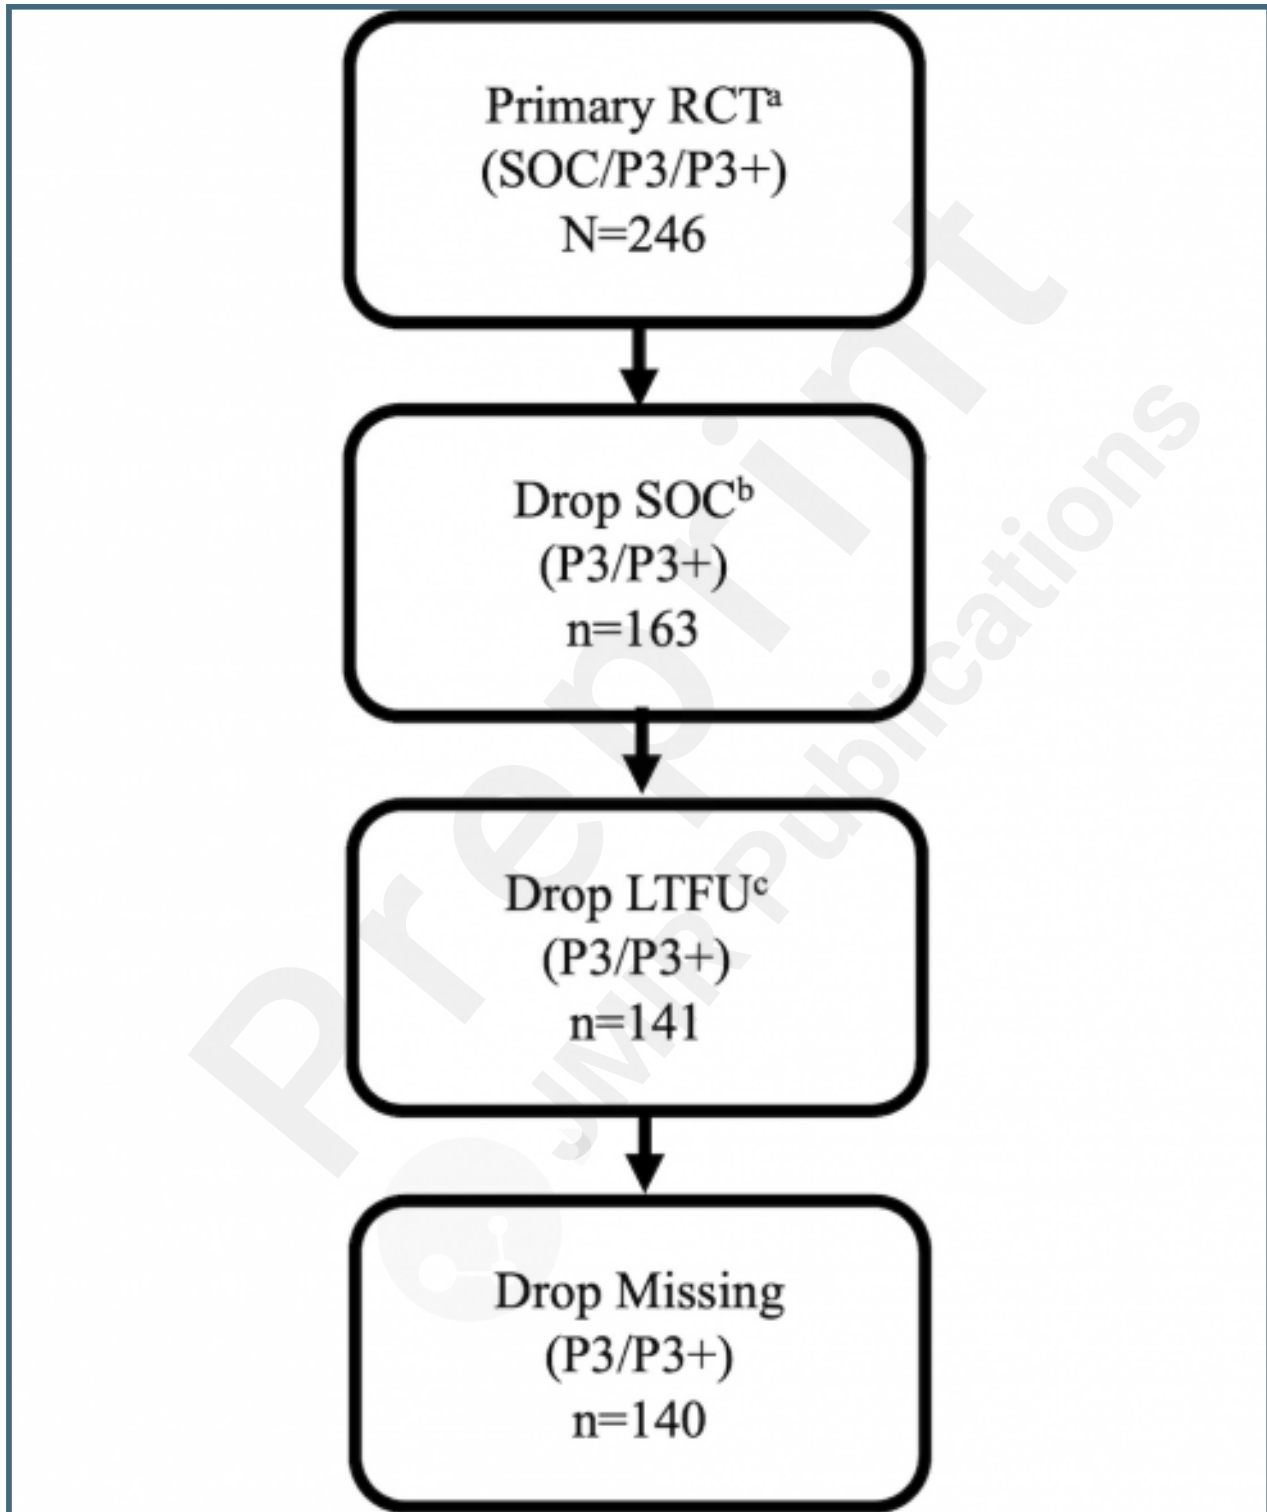 Primary RCTᵃ
(SOC/P3/P3+)
N=246
Drop SOCᵇ
(P3/P3+)
n=163
Drop LTFUᶜ
(P3/P3+)
n=141
Drop Missing
(P3/P3+)
n=140
Preprint
JMIR Publications